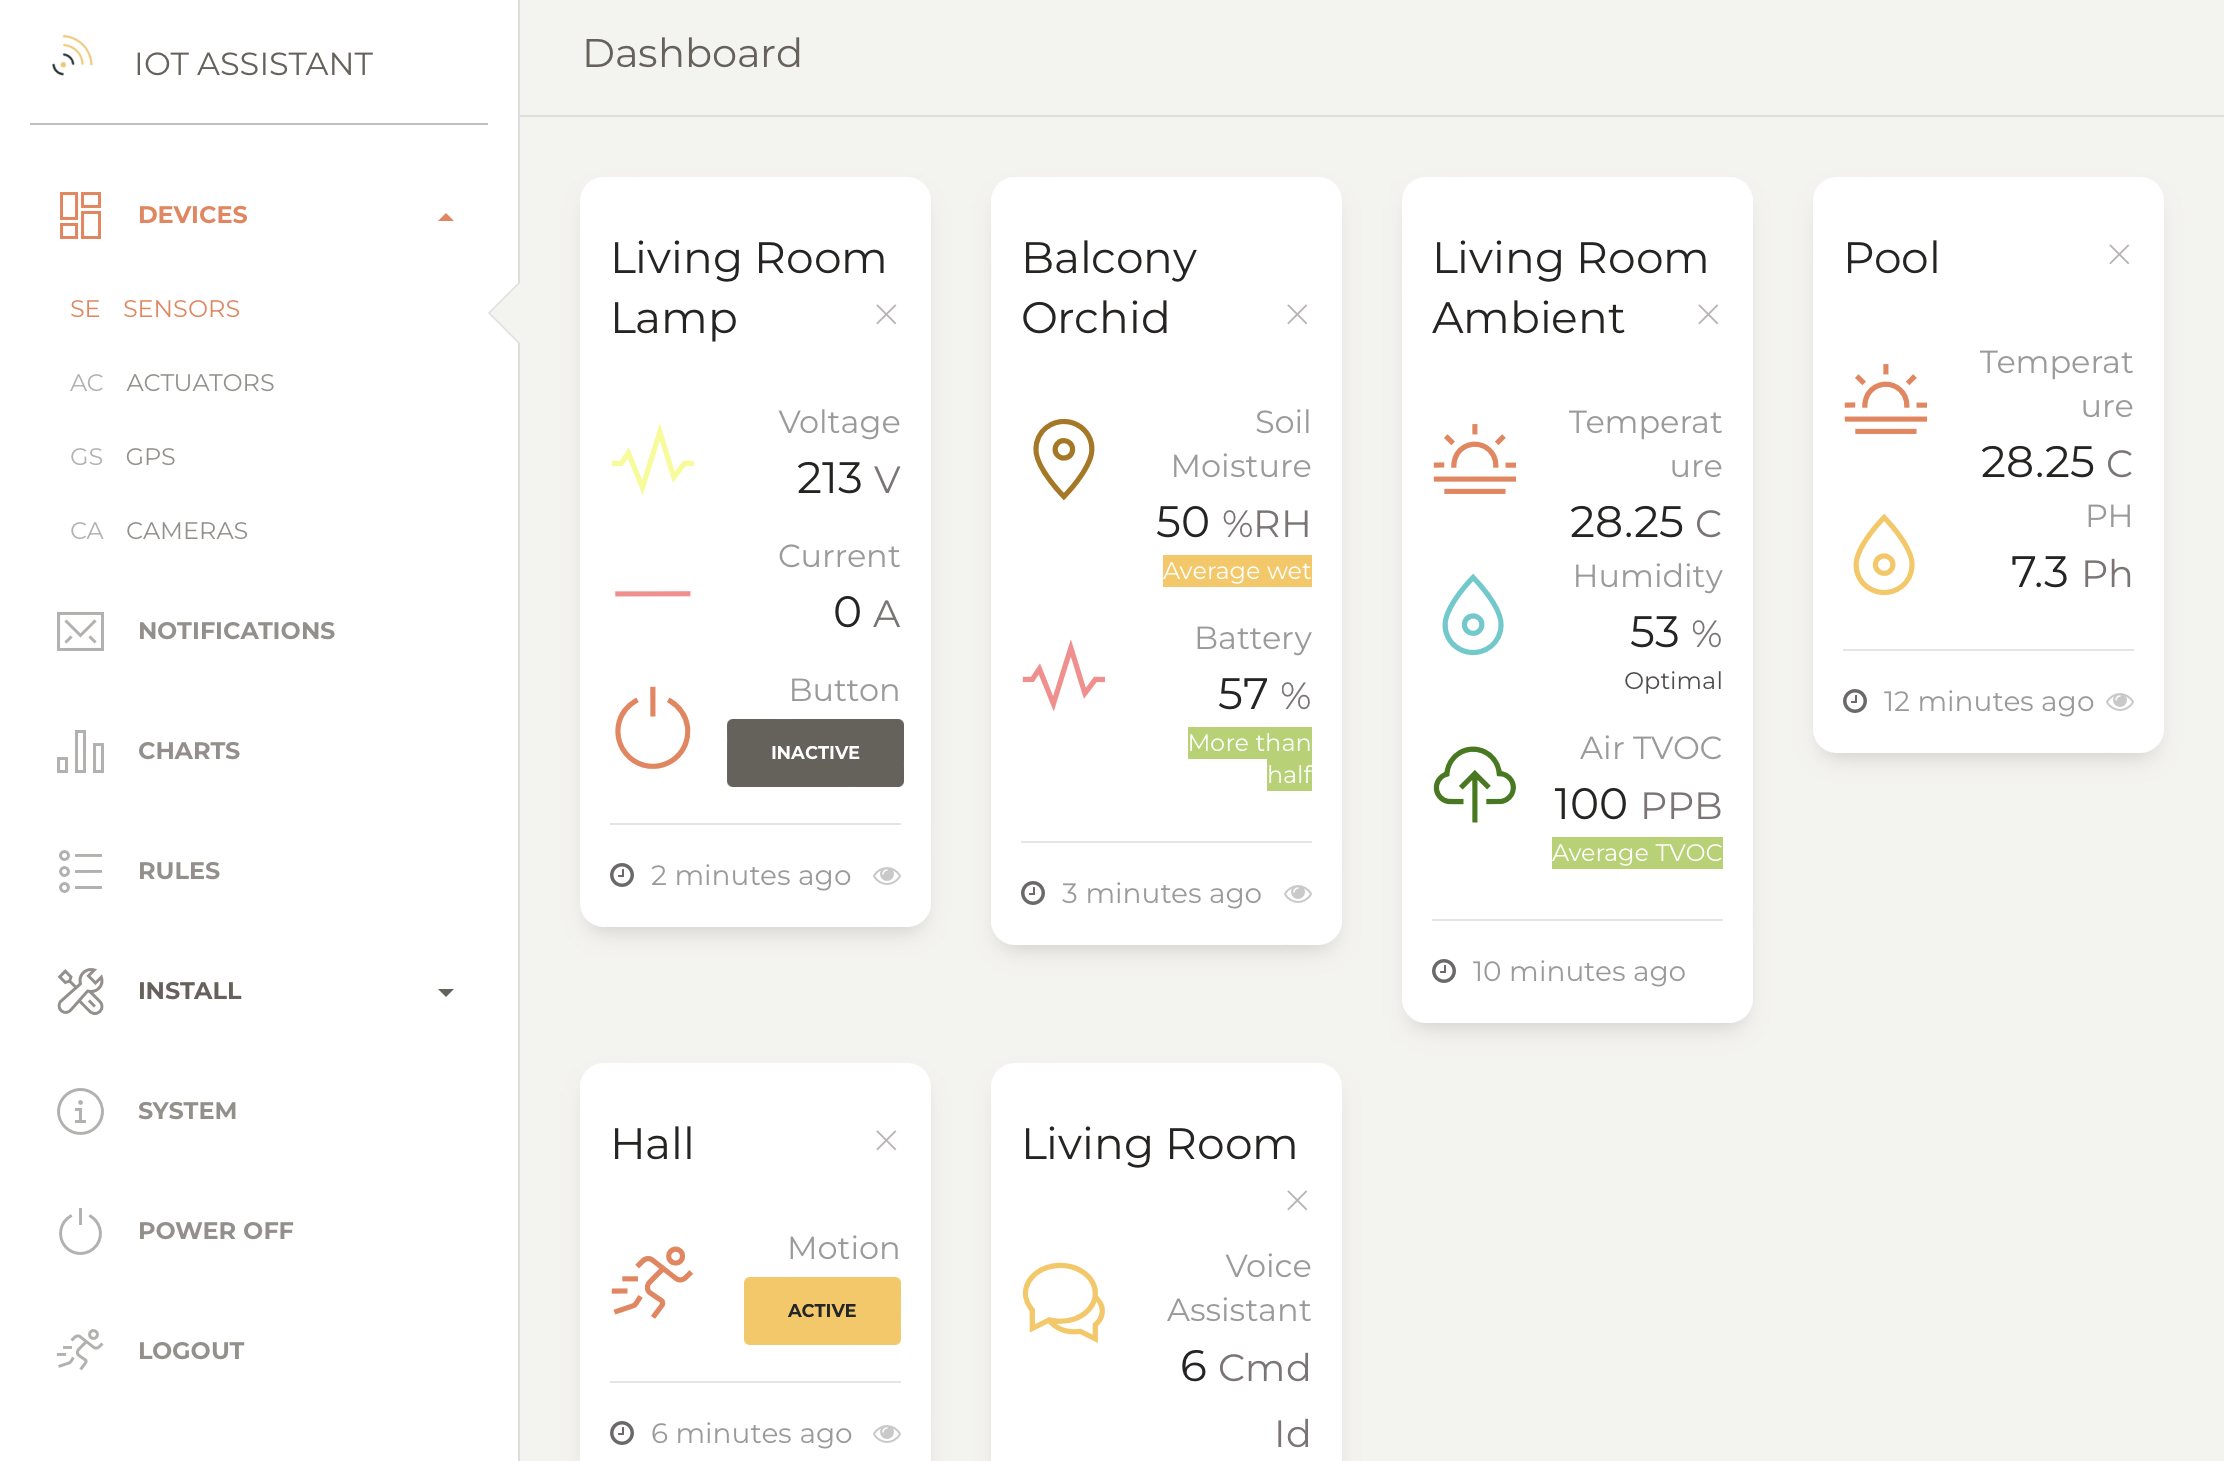 IOT ASSISTANT
DEVICES
SE SENSORS
AC ACTUATORS
GS GPS
CA CAMERAS
NOTIFICATIONS
CHARTS
RULES
INSTALL
SYSTEM
POWER OFF
LOGOUT
Dashboard
Living Room
Lamp
Voltage
213 V
Current
0 A
Button
INACTIVE
2 minutes ago
Balcony
Orchid
Soil
Moisture
50 %RH
Average wet
Battery
57 %
More than
half
3 minutes ago
Living Room
Ambient
Temperat
ure
28.25 C
Humidity
53 %
Optimal
Air TVOC
100 PPB
Average TVOC
10 minutes ago
Pool
Temperat
ure
28.25 C
PH
7.3 Ph
12 minutes ago
Hall
Motion
ACTIVE
6 minutes ago
Living Room
Voice
Assistant
6 Cmd
Id